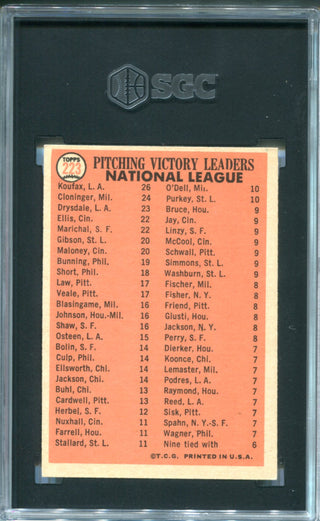 SGC
TOPPS
223
PITCHING VICTORY LEADERS
NATIONAL LEAGUE
Koufax, L. A. 26
Cloninger, Mil. 24
Drysdale, L. A. 23
Ellis, Cin. 22
Marichal, S. F. 22
Gibson, St. L. 20
Maloney, Cin. 20
Bunning, Phil. 19
Short, Phil. 18
Law, Pitt. 17
Veale, Pitt. 17
Blasingame, Mil. 16
Johnson, Hou.-Mil. 16
Shaw, S. F. 16
Osteen, L. A. 15
Bolin, S. F. 14
Culp, Phil. 14
Ellsworth, Chi. 14
Jackson, Chi. 14
Buhl, Chi. 13
Cardwell, Pitt. 13
Herbel, S. F. 12
Nuxhall, Cin. 11
Farrell, Hou. 11
Stallard, St. L. 11
O'Dell, Mil. 10
Purkey, St. L. 10
Bruce, Hou. 9
Jay, Cin. 9
Linzy, S. F. 9
McCool, Cin. 9
Schwall, Pitt. 9
Simmons, St. L. 9
Washburn, St. L. 9
Fischer, Mil. 8
Fisher, N. Y. 8
Friend, Pitt. 8
Giusti, Hou. 8
Jackson, N. Y. 8
Perry, S. F. 8
Dierker, Hou. 7
Koonce, Chi. 7
Lemaster, Mil. 7
Podres, L. A. 7
Raymond, Hou. 7
Reed, L. A. 7
Sisk, Pitt. 7
Spahn, N. Y.-S. F. 7
Wagner, Phil. 7
Nine tied with 6
©T.C.G. PRINTED IN U.S.A.